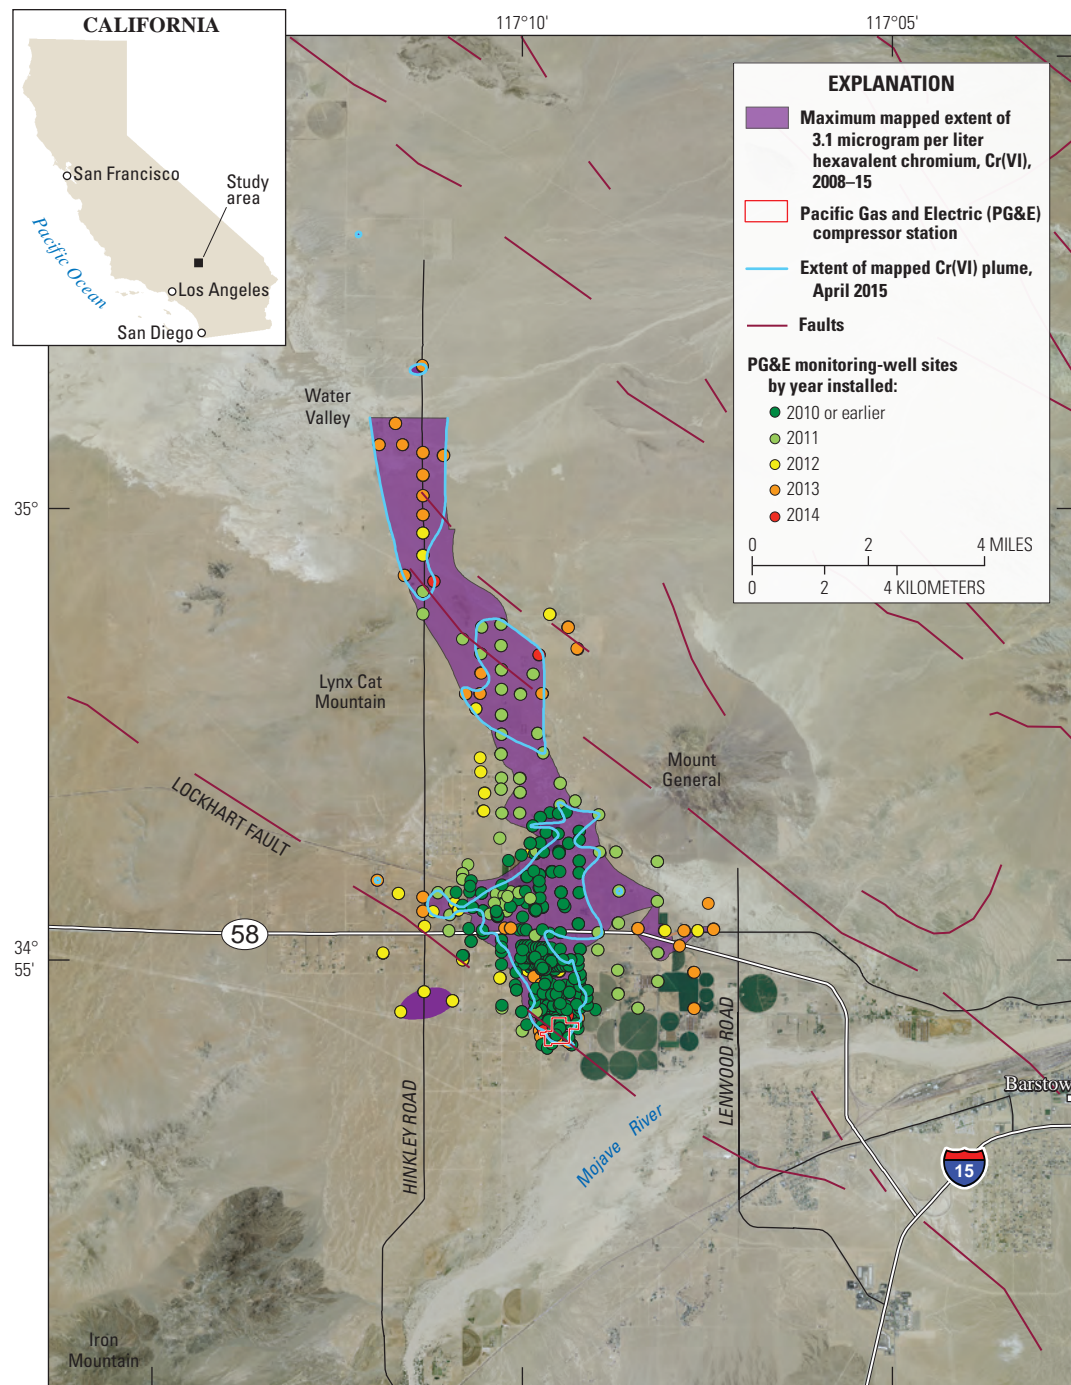 CALIFORNIA
San Francisco
Study
area
Pacific Ocean
Los Angeles
San Diego
117°10'
117°05'
EXPLANATION
Maximum mapped extent of
3.1 microgram per liter
hexavalent chromium, Cr(VI),
2008–15
Pacific Gas and Electric (PG&E)
compressor station
Extent of mapped Cr(VI) plume,
April 2015
Faults
PG&E monitoring-well sites
by year installed:
2010 or earlier
2011
2012
2013
2014
0 2 4 MILES
0 2 4 KILOMETERS
Water
Valley
35°
Lynx Cat
Mountain
Mount
General
LOCKHART FAULT
58
34°
55'
HINKLEY ROAD
LENWOOD ROAD
Mojave River
Barstow
15
Iron
Mountain